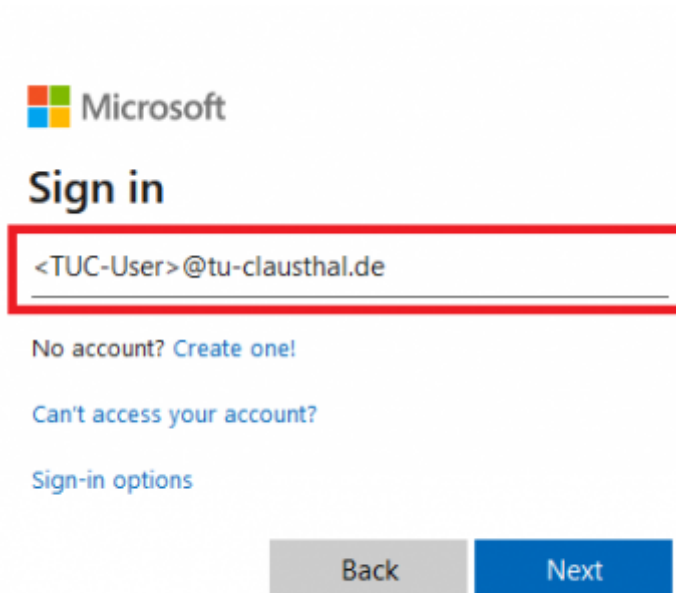 Microsoft
Sign in
<TUC-User>@tu-clausthal.de
No account? Create one!
Can't access your account?
Sign-in options
Back
Next